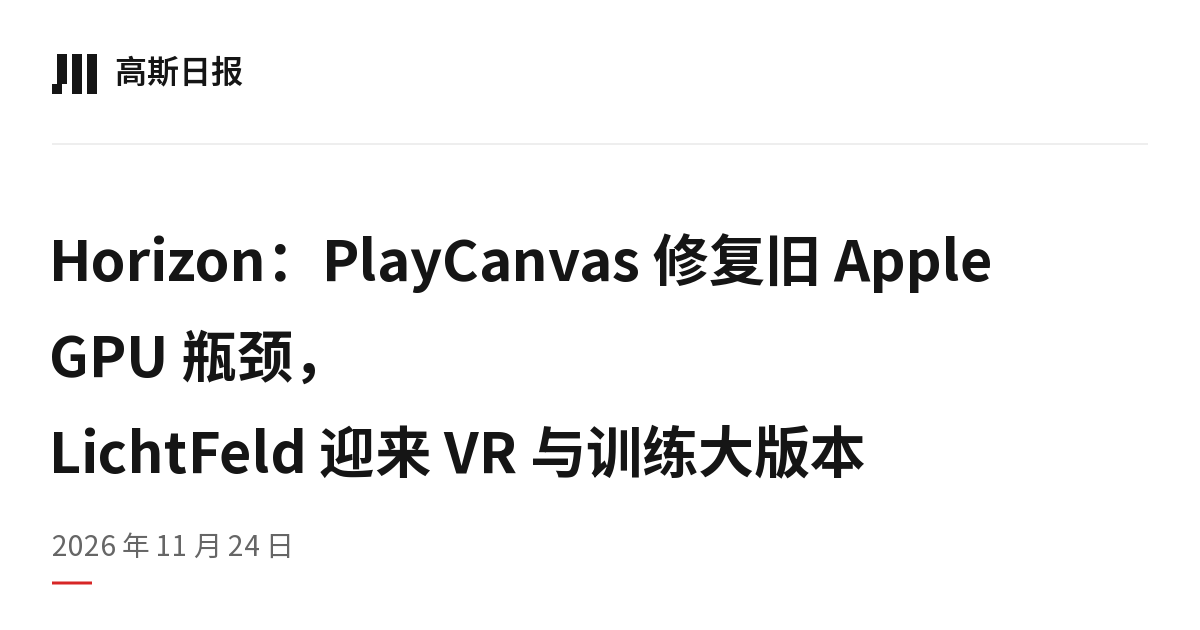 高斯日报
Horizon：PlayCanvas 修复旧 Apple
GPU 瓶颈，
LichtFeld 迎来 VR 与训练大版本
2026 年 11 月 24 日